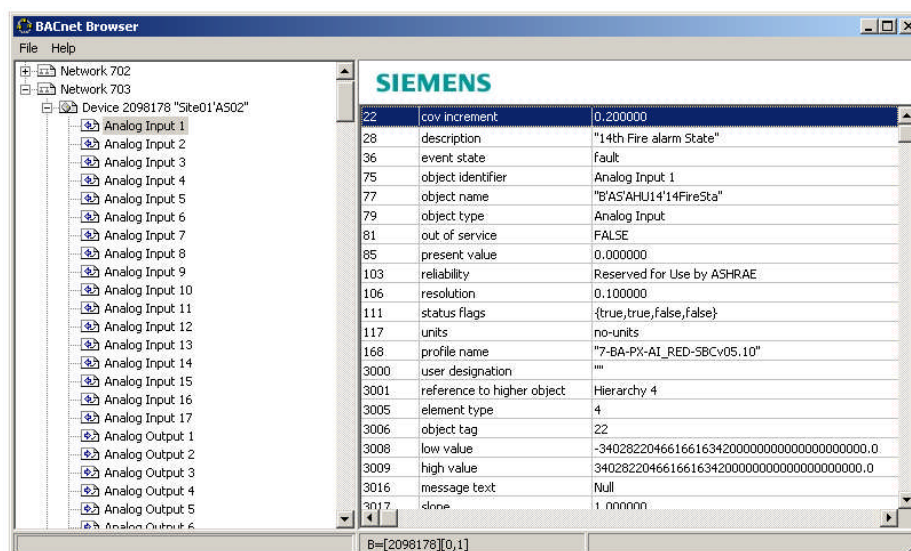 BACnet Browser
File Help
Network 702
Network 703
Device 2098178 "Site01'AS02"
Analog Input 1
Analog Input 2
Analog Input 3
Analog Input 4
Analog Input 5
Analog Input 6
Analog Input 7
Analog Input 8
Analog Input 9
Analog Input 10
Analog Input 11
Analog Input 12
Analog Input 13
Analog Input 14
Analog Input 15
Analog Input 16
Analog Input 17
Analog Output 1
Analog Output 2
Analog Output 3
Analog Output 4
Analog Output 5
Analog Output 6
SIEMENS
22 cov increment 0.200000
28 description "14th Fire alarm State"
36 event state fault
75 object identifier Analog Input 1
77 object name "B'AS'AHU14'14FireSta"
79 object type Analog Input
81 out of service FALSE
85 present value 0.000000
103 reliability Reserved for Use by ASHRAE
106 resolution 0.100000
111 status flags {true,true,false,false}
117 units no-units
168 profile name "7-BA-PX-AI_RED-SBCv05.10"
3000 user designation ""
3001 reference to higher object Hierarchy 4
3005 element type 4
3006 object tag 22
3008 low value
3009 high value
3016 message text Null
3017 slope 1.000000
B=[2098178][0,1]